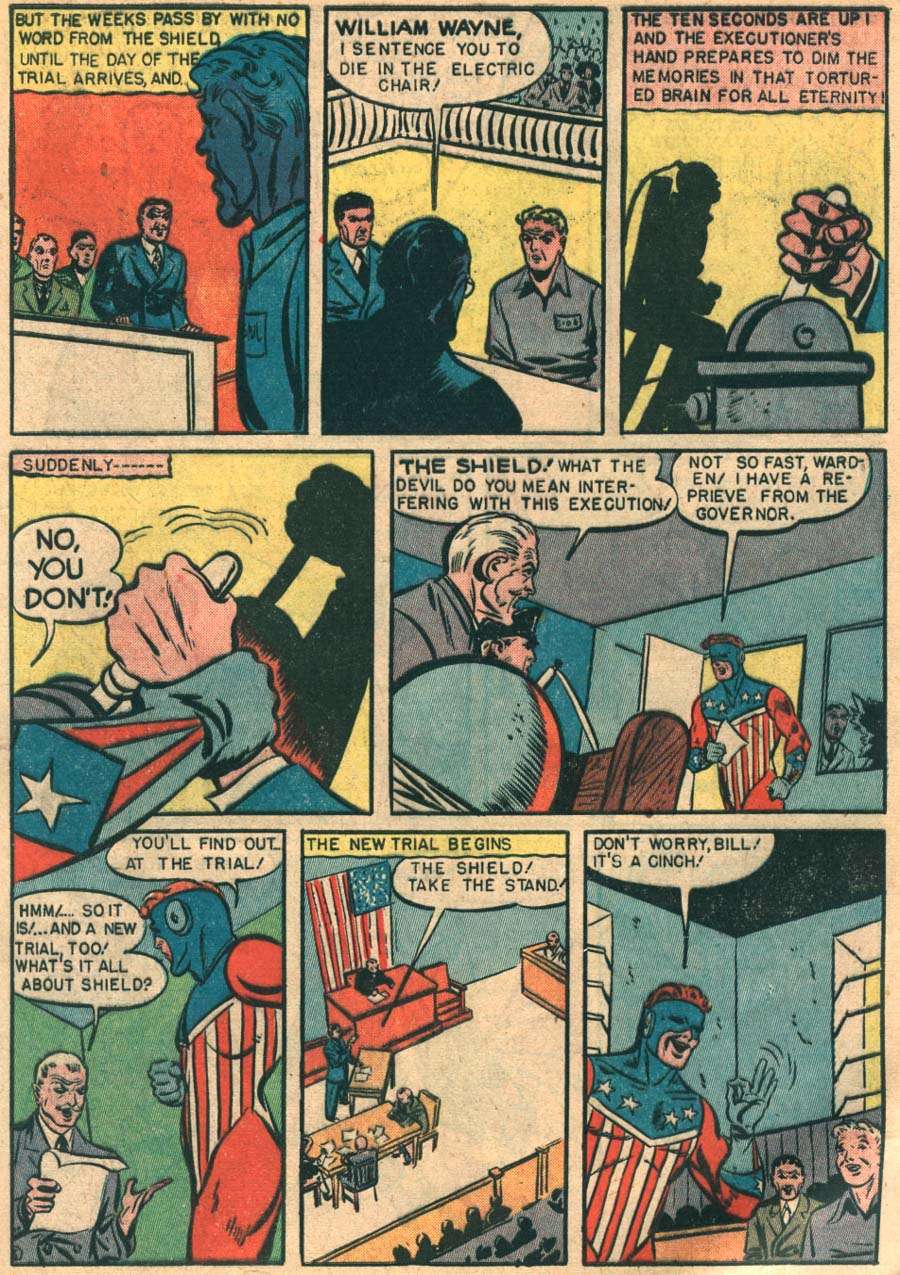 BUT THE WEEKS PASS BY WITH NO
WORD FROM THE SHIELD
UNTIL THE DAY OF THE
TRIAL ARRIVES, AND...
WILLIAM WAYNE,
I SENTENCE YOU TO
DIE IN THE ELECTRIC
CHAIR!
THE TEN SECONDS ARE UP!
AND THE EXECUTIONER'S
HAND PREPARES TO DIM THE
MEMORIES IN THAT TORTUR-
ED BRAIN FOR ALL ETERNITY!
SUDDENLY------
NO,
YOU
DON'T!
THE SHIELD! WHAT THE
DEVIL DO YOU MEAN INTER-
FERING WITH THIS EXECUTION!
NOT SO FAST, WARD-
EN! I HAVE A RE-
PRIEVE FROM THE
GOVERNOR.
HMM!... SO IT
IS!...AND A NEW
TRIAL, TOO!
WHAT'S IT ALL
ABOUT SHIELD?
YOU'LL FIND OUT..
AT THE TRIAL!
THE NEW TRIAL BEGINS
THE SHIELD!
TAKE THE STAND!
DON'T WORRY, BILL!
IT'S A CINCH!